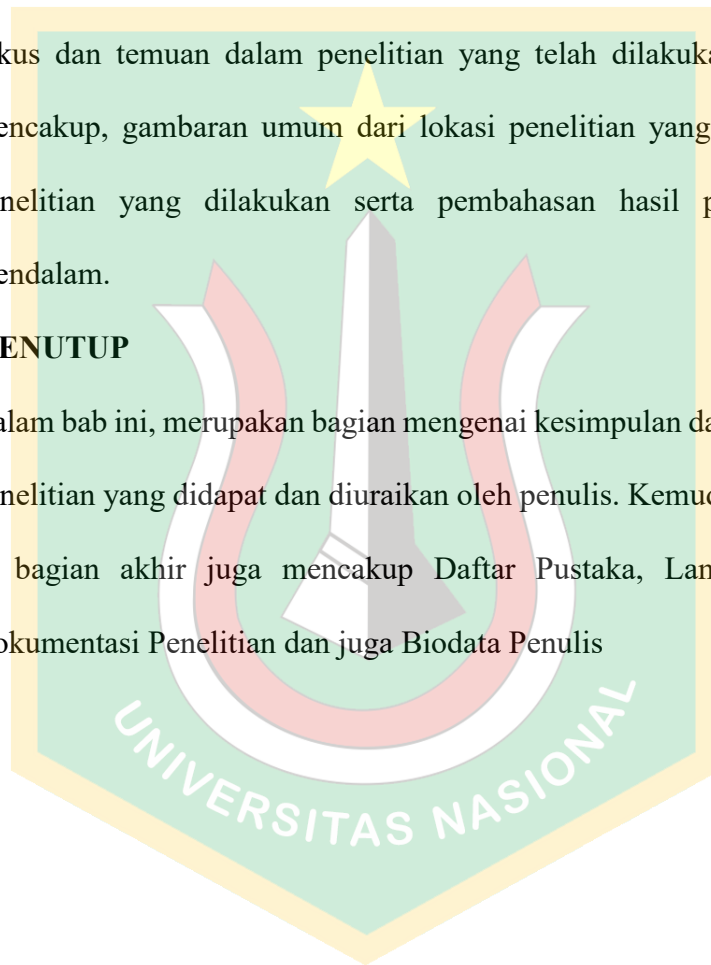 kus dan temuan dalam penelitian yang telah dilakuka
encakup, gambaran umum dari lokasi penelitian yang
nelitian yang dilakukan serta pembahasan hasil p
endalam.
ENUTUP
alam bab ini, merupakan bagian mengenai kesimpulan da
nelitian yang didapat dan diuraikan oleh penulis. Kemud
bagian akhir juga mencakup Daftar Pustaka, Lam
okumentasi Penelitian dan juga Biodata Penulis
UNIVERSITAS NASIONAL